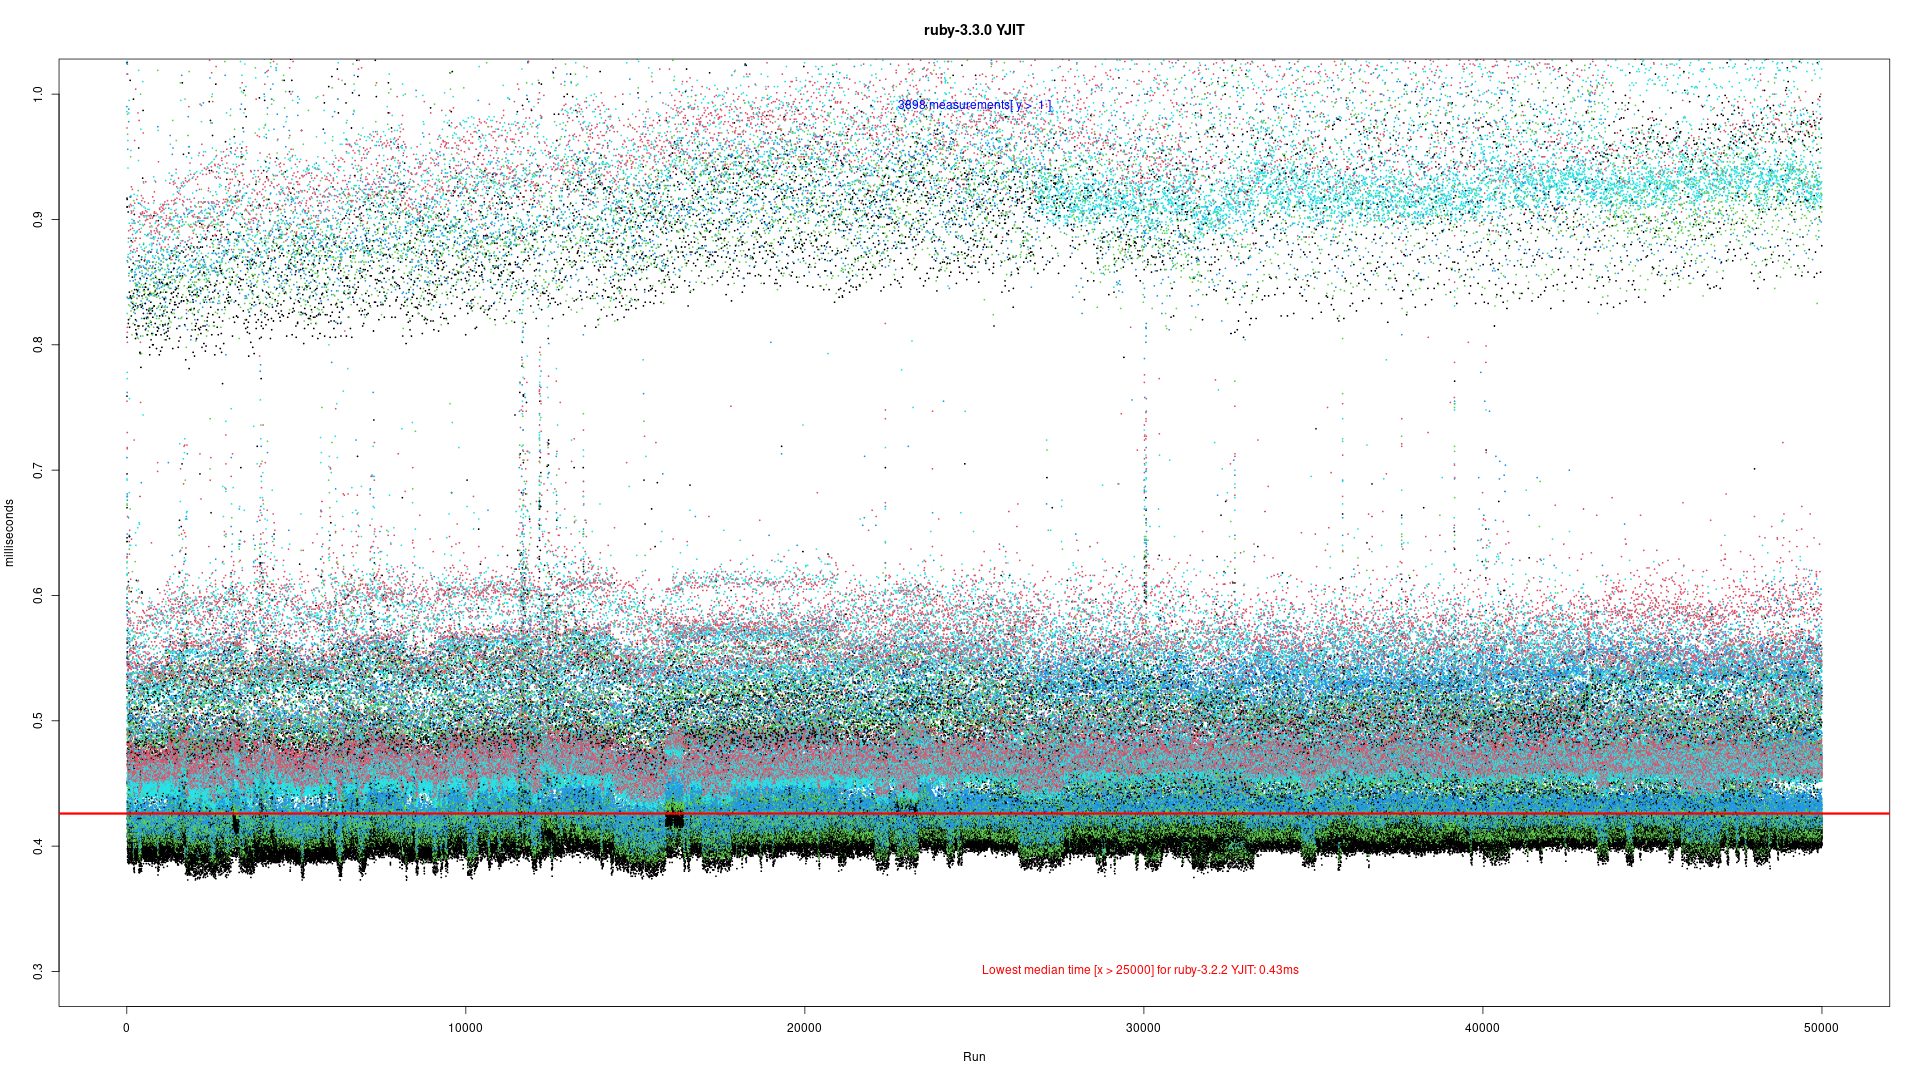 ruby-3.3.0 YJIT
3898 measurements[ y > 1 ]
milliseconds
1.0
0.9
0.8
0.7
0.6
0.5
0.4
0.3
Lowest median time [x > 25000] for ruby-3.2.2 YJIT: 0.43ms
0 10000 20000 30000 40000 50000
Run